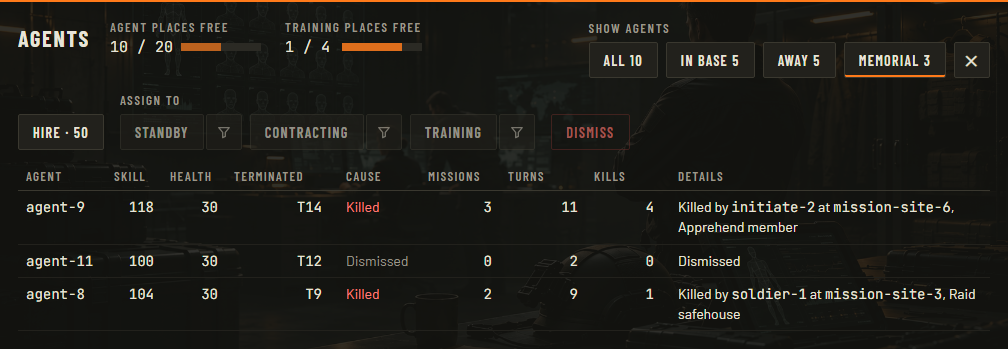 AGENTS
AGENT PLACES FREE
10 / 20
TRAINING PLACES FREE
1 / 4
SHOW AGENTS
ALL 10
IN BASE 5
AWAY 5
MEMORIAL 3
✕
ASSIGN TO
HIRE · 50
STANDBY
CONTRACTING
TRAINING
DISMISS
AGENT SKILL HEALTH TERMINATED CAUSE MISSIONS TURNS KILLS DETAILS
agent-9 118 30 T14 Killed 3 11 4 Killed by initiate-2 at mission-site-6,
Apprehend member
agent-11 100 30 T12 Dismissed 0 2 0 Dismissed
agent-8 104 30 T9 Killed 2 9 1 Killed by soldier-1 at mission-site-3, Raid
safehouse